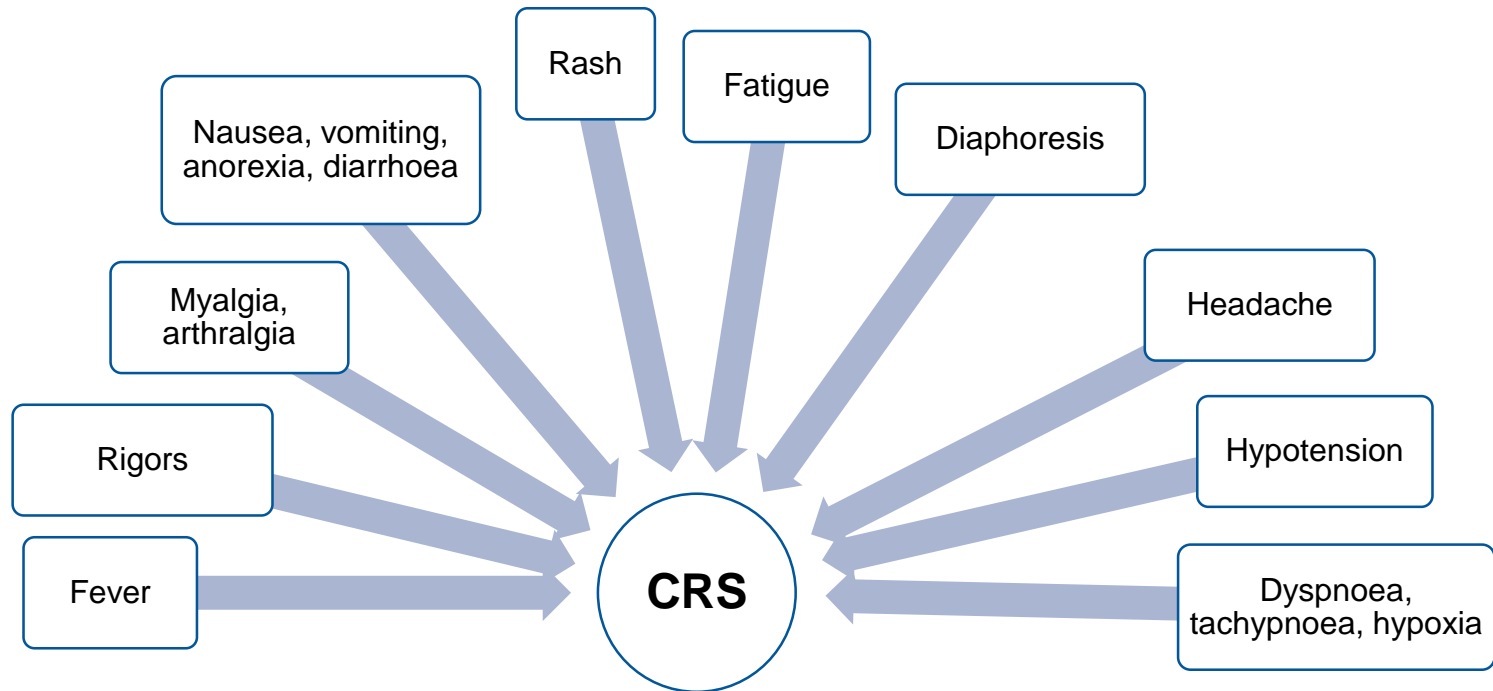 Rash
Fatigue
Nausea, vomiting,
anorexia, diarrhoea
Diaphoresis
Myalgia,
arthralgia
Headache
Rigors
Hypotension
Fever
CRS
Dyspnoea,
tachypnoea, hypoxia